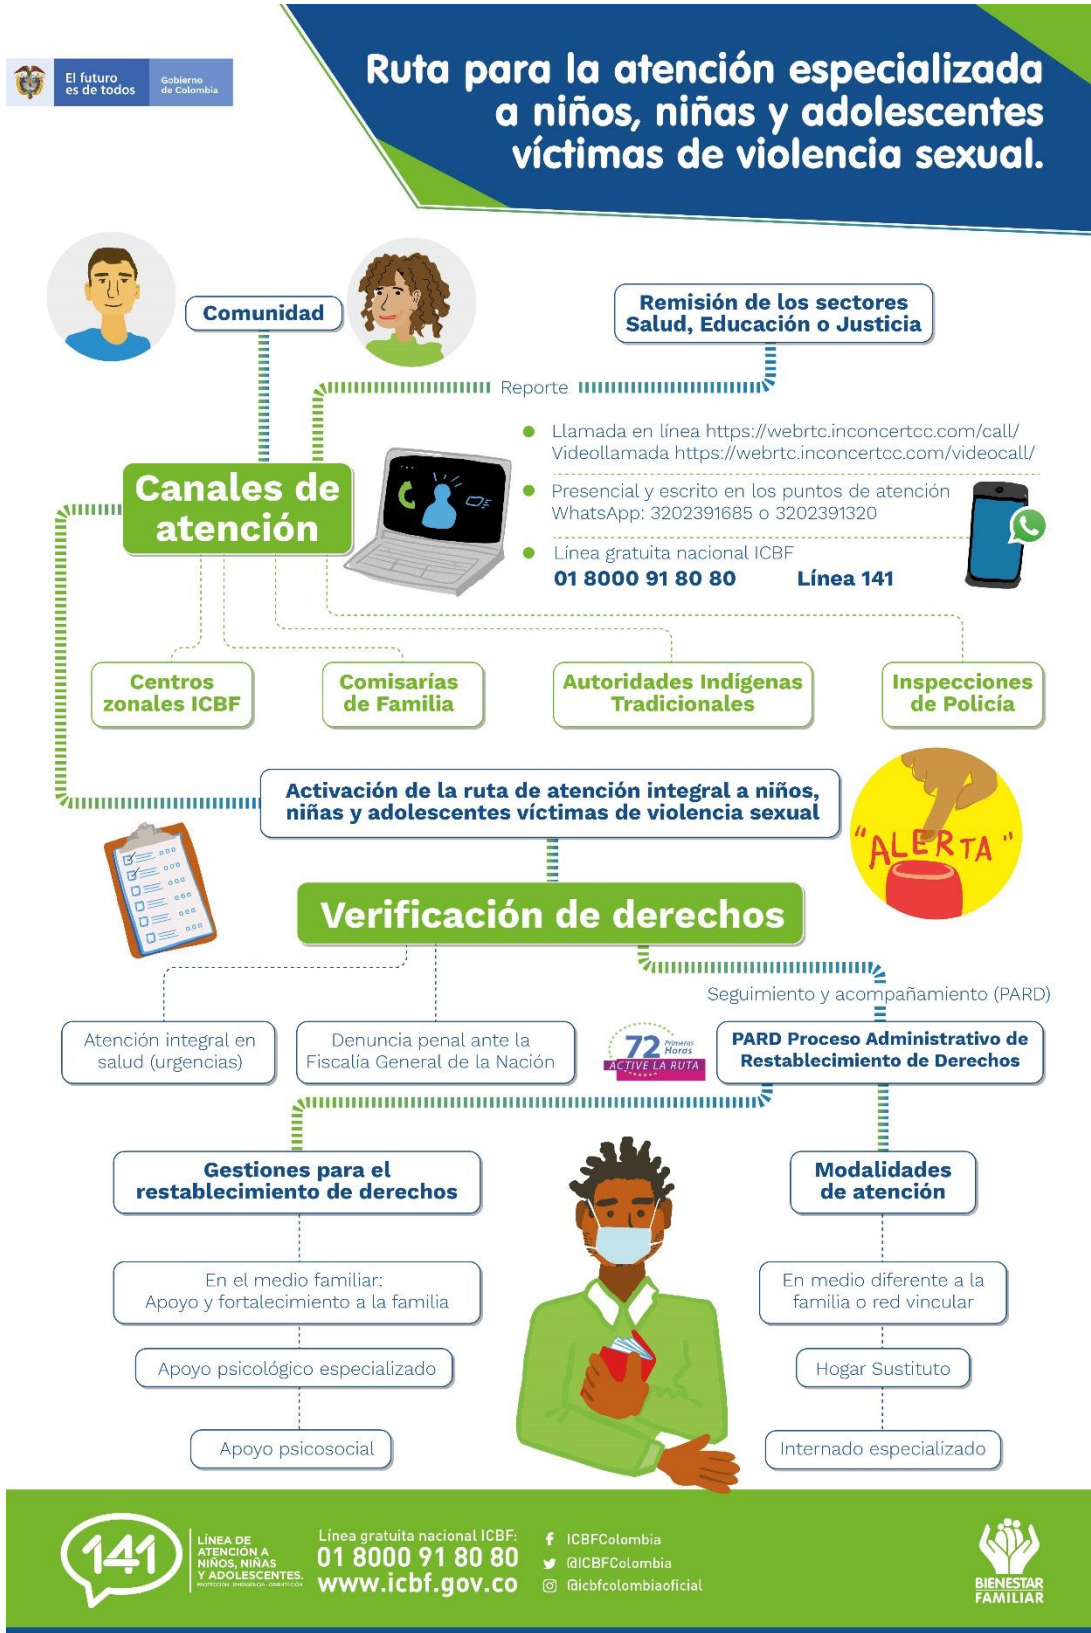 El futuro
es de todos
Gobierno
de Colombia
Ruta para la atención especializada
a niños, niñas y adolescentes
víctimas de violencia sexual.
Comunidad
Remisión de los sectores
Salud, Educación o Justicia
Reporte
Llamada en línea https://webrtc.inconcertcc.com/call/
Videollamada https://webrtc.inconcertcc.com/videocall/
Canales de
atención
Presencial y escrito en los puntos de atención
WhatsApp: 3202391685 o 3202391320
Línea gratuita nacional ICBF
01 8000 91 80 80 Línea 141
Centros
zonales ICBF
Comisarías
de Familia
Autoridades Indígenas
Tradicionales
Inspecciones
de Policía
Activación de la ruta de atención integral a niños,
niñas y adolescentes víctimas de violencia sexual
"ALERTA"
Verificación de derechos
Seguimiento y acompañamiento (PARD)
Atención integral en
salud (urgencias)
Denuncia penal ante la
Fiscalía General de la Nación
72 Primeras
Horas
ACTIVE LA RUTA
PARD Proceso Administrativo de
Restablecimiento de Derechos
Gestiones para el
restablecimiento de derechos
Modalidades
de atención
En el medio familiar:
Apoyo y fortalecimiento a la familia
En medio diferente a la
familia o red vincular
Apoyo psicológico especializado
Hogar Sustituto
Apoyo psicosocial
Internado especializado
141
LÍNEA DE
ATENCIÓN A
NIÑOS, NIÑAS
Y ADOLESCENTES.
PROTECCIÓN - EMERGENCIA - ORIENTACIÓN
Línea gratuita nacional ICBF:
01 8000 91 80 80
www.icbf.gov.co
ICBFColombia
@ICBFColombia
@icbfcolombiaoficial
BIENESTAR
FAMILIAR